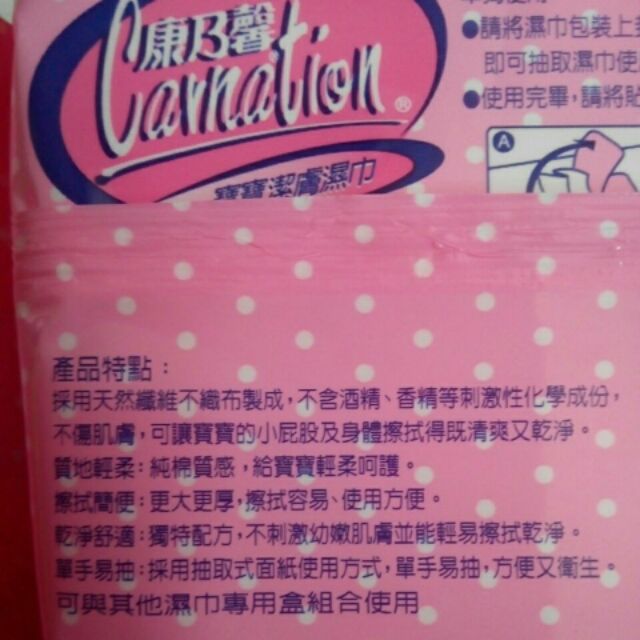 康乃馨
Carnation®
寶寶潔膚濕巾
●請將濕巾包裝上
即可抽取濕巾使
●使用完畢,請將貼
A
產品特點:
採用天然纖維不織布製成,不含酒精、香精等刺激性化學成份,
不傷肌膚,可讓寶寶的小屁股及身體擦拭得既清爽又乾淨。
質地輕柔:純棉質感,給寶寶輕柔呵護。
擦拭簡便:更大更厚,擦拭容易、使用方便。
乾淨舒適:獨特配方,不刺激幼嫩肌膚並能輕易擦拭乾淨。
單手易抽:採用抽取式面紙使用方式,單手易抽,方便又衛生。
可與其他濕巾專用盒組合使用